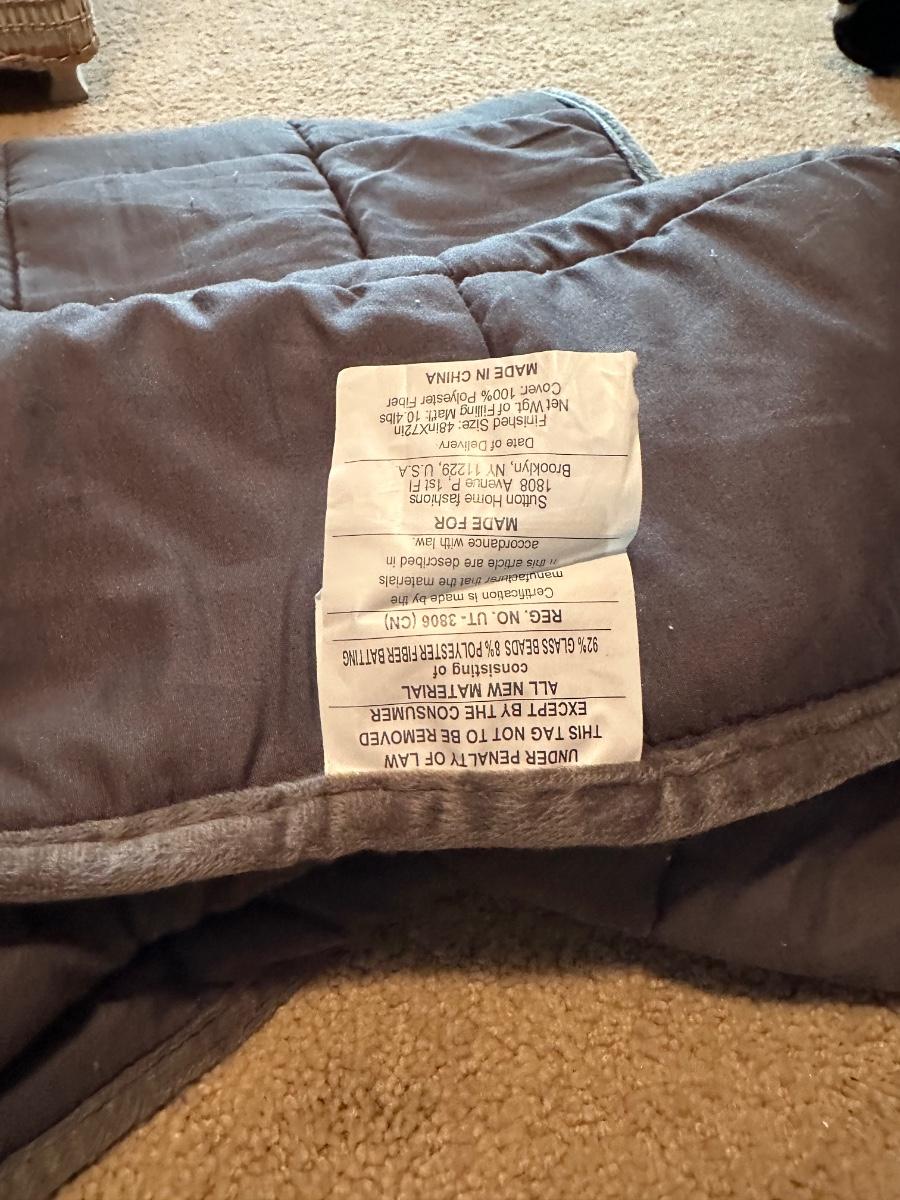 UNDER PENALTY OF LAW
THIS TAG NOT TO BE REMOVED
EXCEPT BY THE CONSUMER
ALL NEW MATERIAL
consisting of
92% GLASS BEADS 8% POLYESTER FIBER BATTING
REG. NO. UT- 3806 (CN)
Certification is made by the
manufacturer that the materials
in this article are described in
accordance with law.
MADE FOR
Sutton Home fashions
1808 Avenue P, 1st Fl
Brooklyn, NY 11229, U.S.A
Date of Delivery
Finished Size: 48inX72in
Net Wgt. of Filling Mat'l: 10.4lbs
Cover: 100% Polyester Fiber
MADE IN CHINA